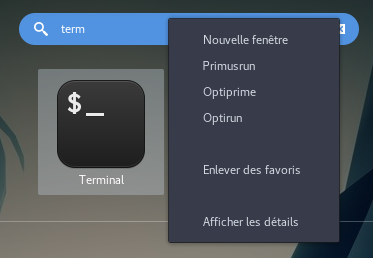 term
Nouvelle fenêtre
Primusrun
Optiprime
Optirun
Enlever des favoris
Afficher les détails
$_
Terminal